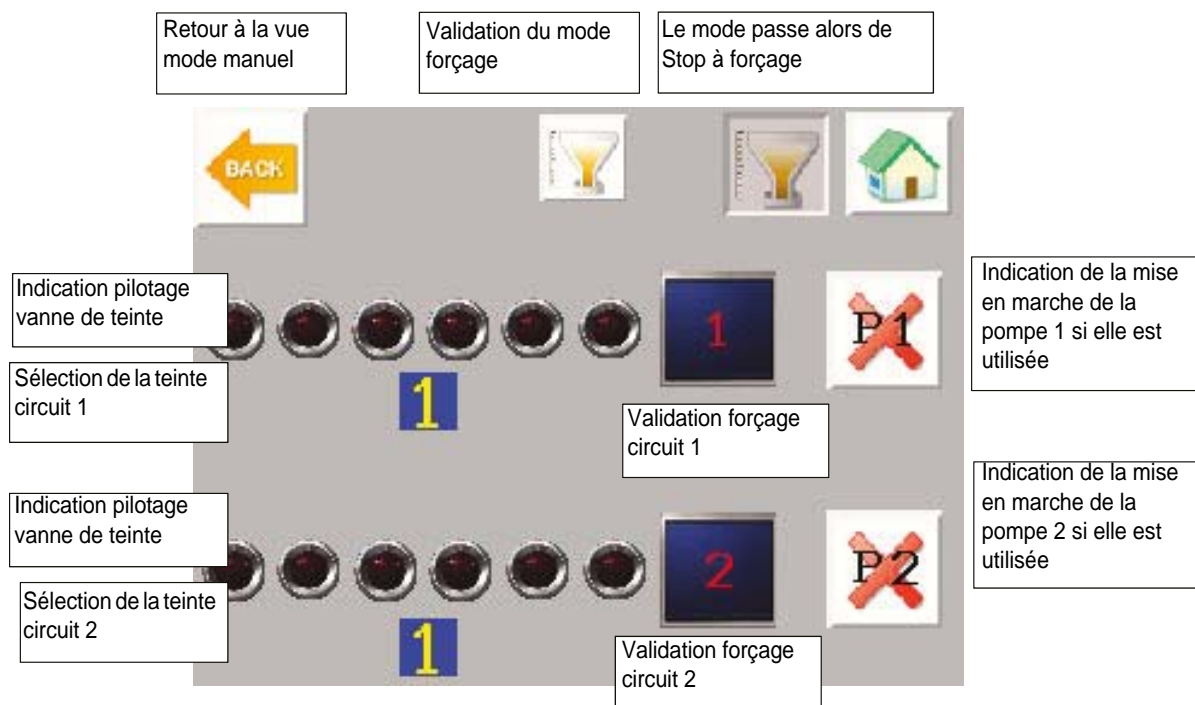 Retour à la vue
mode manuel
Validation du mode
forçage
Le mode passe alors de
Stop à forçage
BACK
Indication pilotage
vanne de teinte
Sélection de la teinte
circuit 1
1
1
P1
Validation forçage
circuit 1
Indication de la mise
en marche de la
pompe 1 si elle est
utilisée
Indication pilotage
vanne de teinte
Sélection de la teinte
circuit 2
1
2
P2
Validation forçage
circuit 2
Indication de la mise
en marche de la
pompe 2 si elle est
utilisée